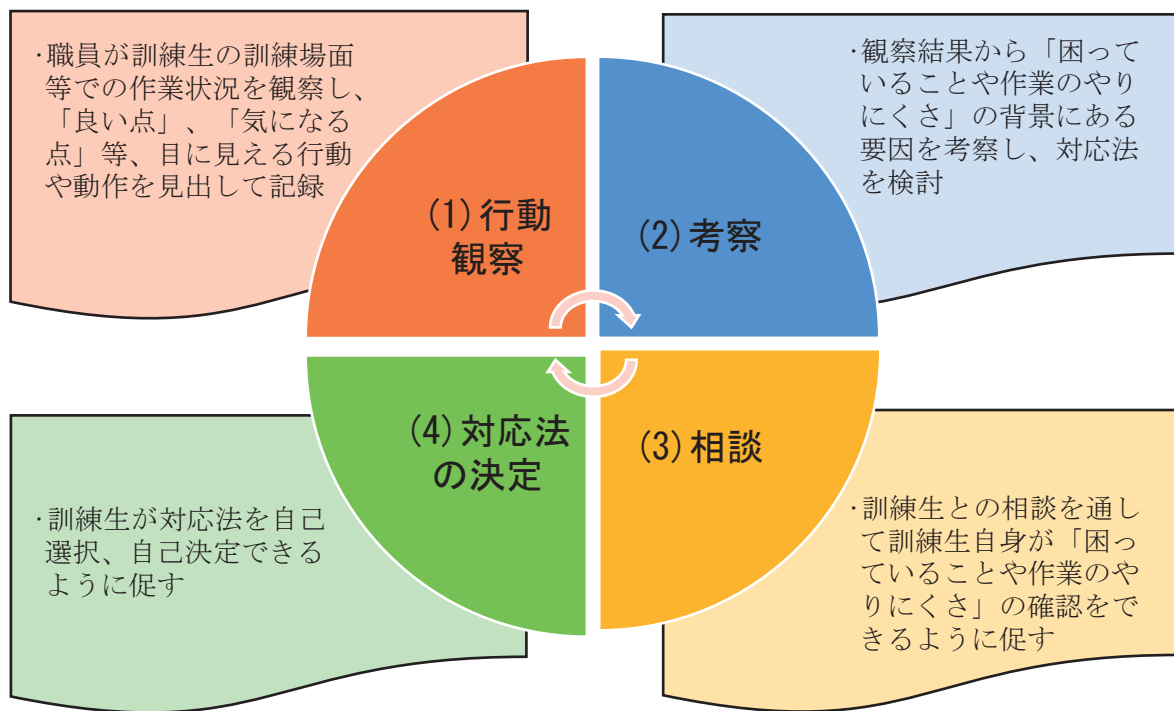 ･職員が訓練生の訓練場面
等での作業状況を観察し、
「良い点」、「気になる
点」等、目に見える行動
や動作を見出して記録
(1)行動
観察
･観察結果から「困って
いることや作業のやり
にくさ」の背景にある
要因を考察し、対応法
を検討
(2)考察
･訓練生との相談を通し
て訓練生自身が「困っ
ていることや作業のや
りにくさ」の確認をで
きるように促す
(3)相談
･訓練生が対応法を自己
選択、自己決定できる
ように促す
(4)対応法
の決定